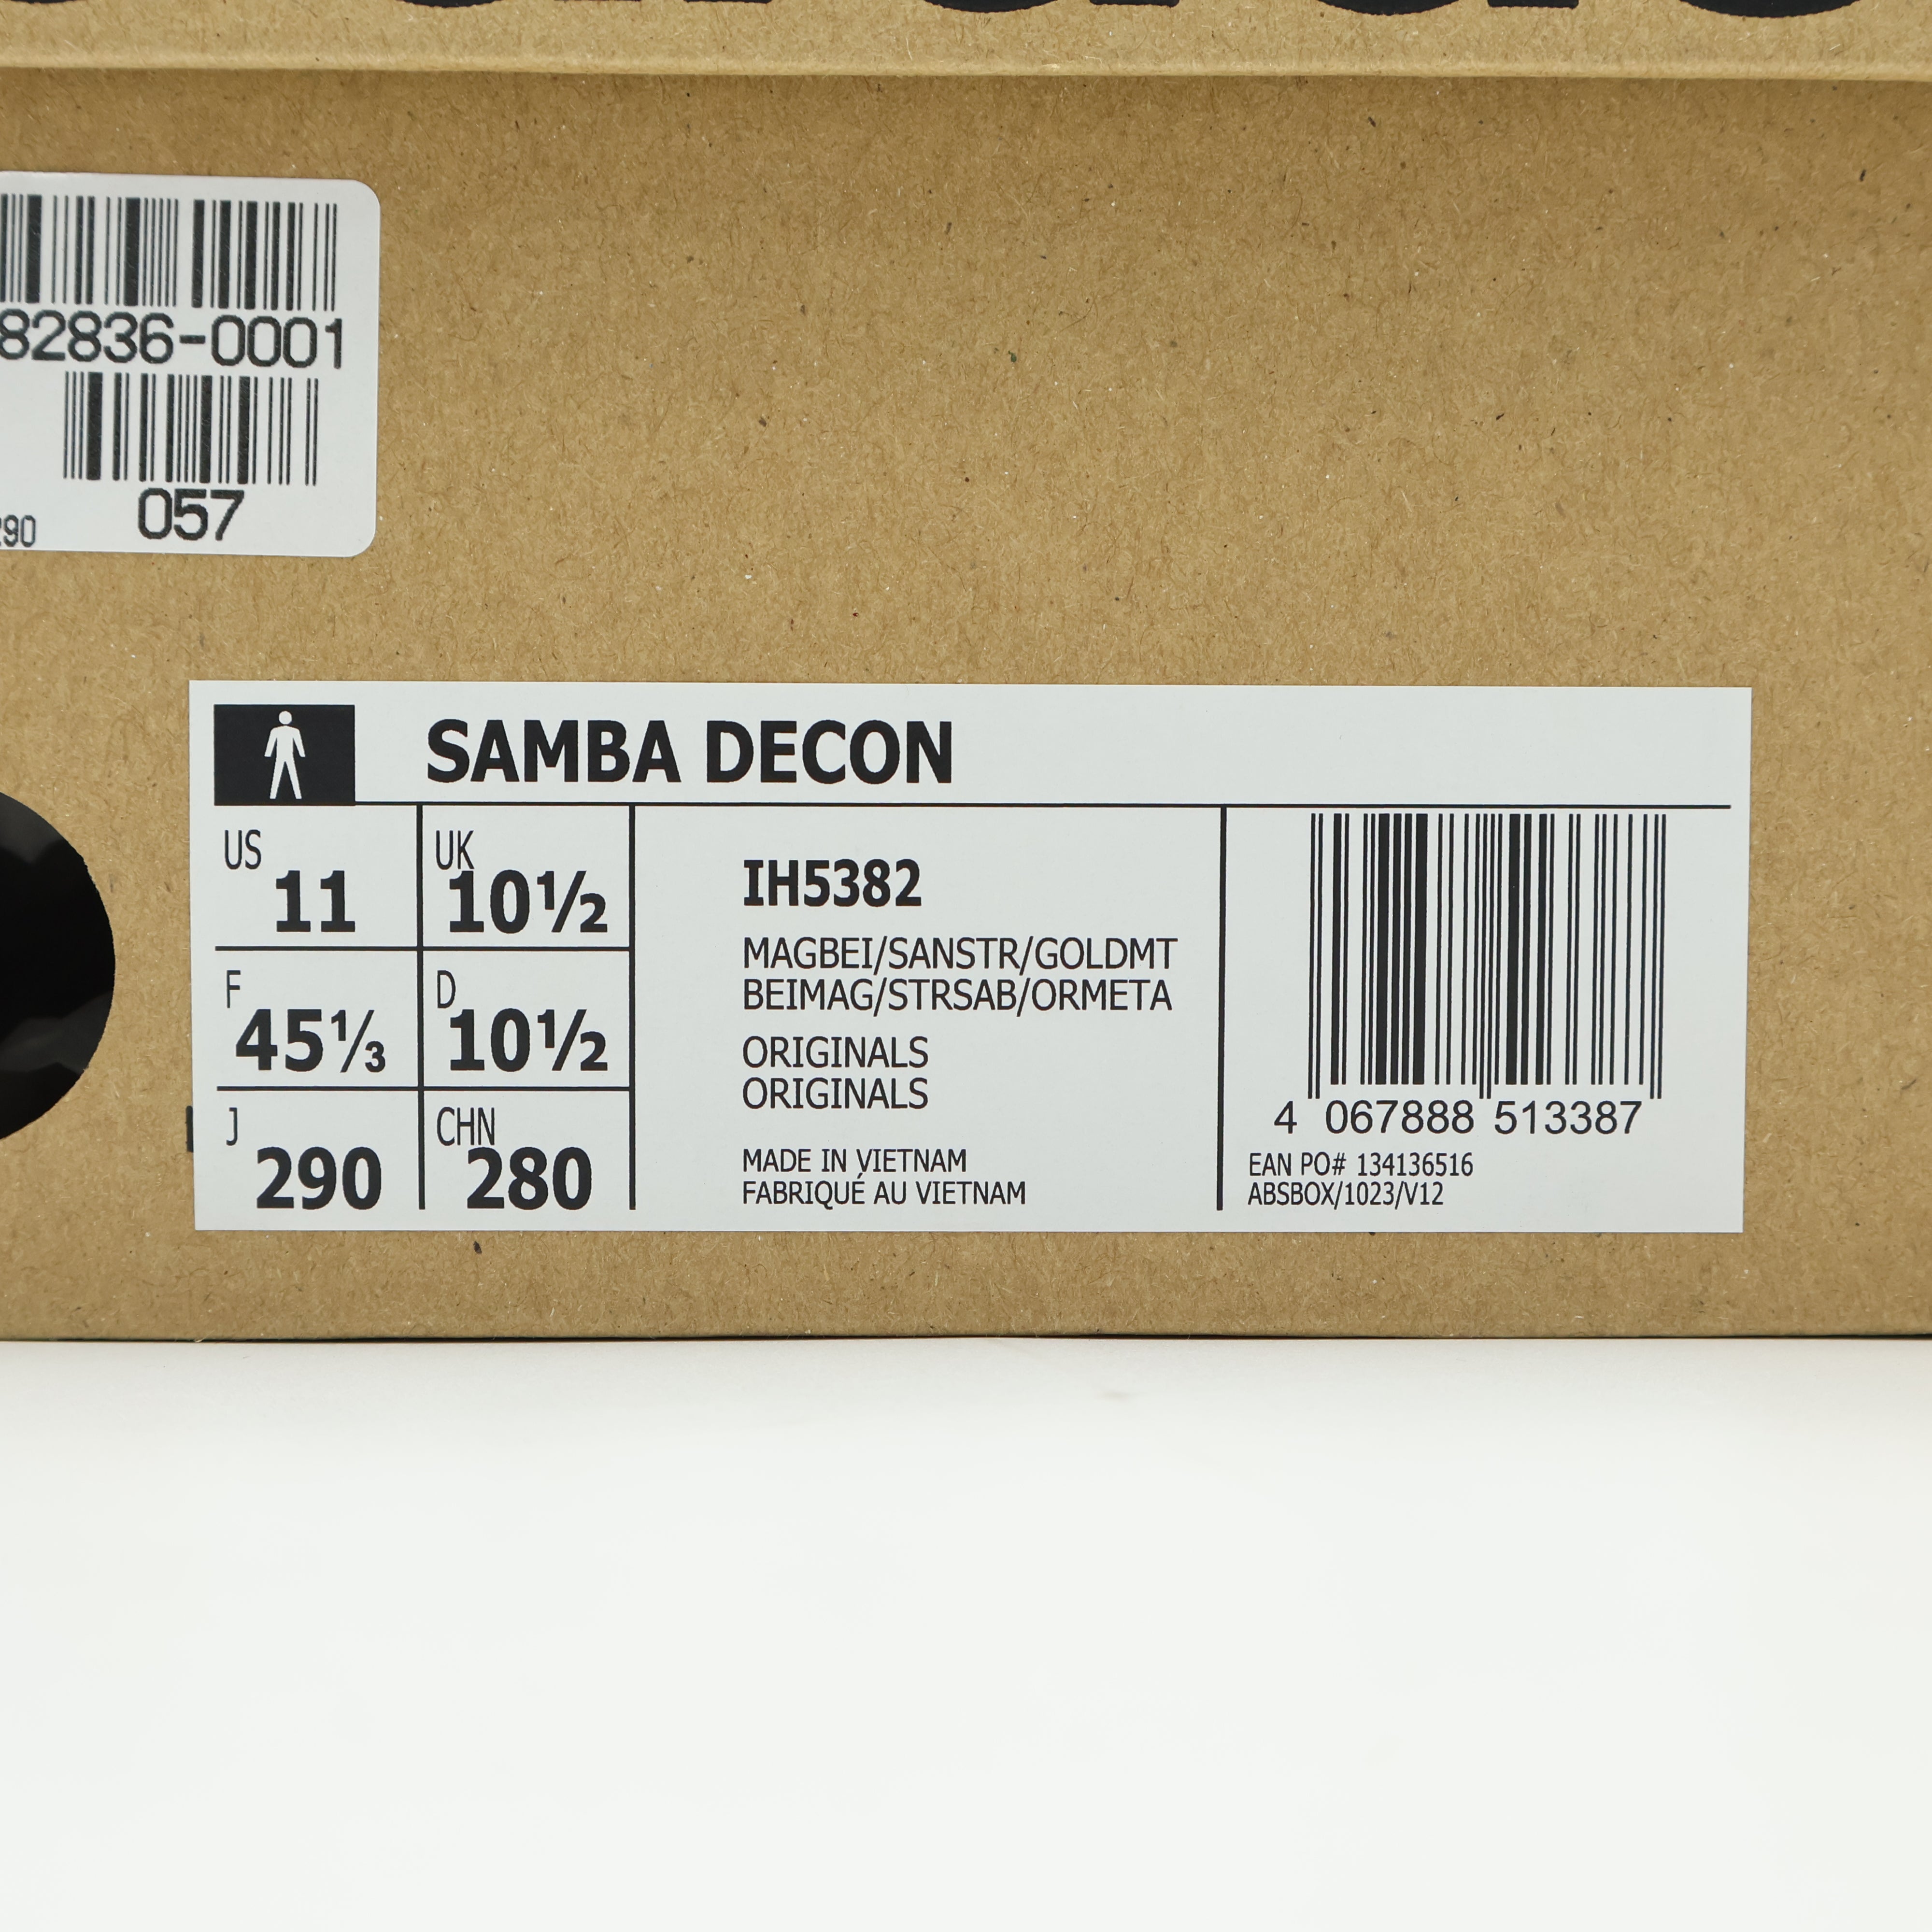 82836-0001
290
057
SAMBA DECON
US 11
UK 10½
F 45⅓
D 10½
J 290
CHN 280
IH5382
MAGBEI/SANSTR/GOLDMT
BEIMAG/STRSAB/ORMETA
ORIGINALS
ORIGINALS
MADE IN VIETNAM
FABRIQUÉ AU VIETNAM
4 067888 513387
EAN PO# 134136516
ABSBOX/1023/V12